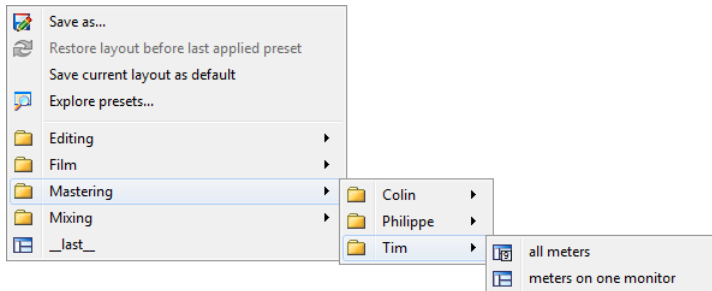 Save as...
Restore layout before last applied preset
Save current layout as default
Explore presets...
Editing
Film
Mastering
Mixing
__last__
Colin
Philippe
Tim
9
all meters
meters on one monitor